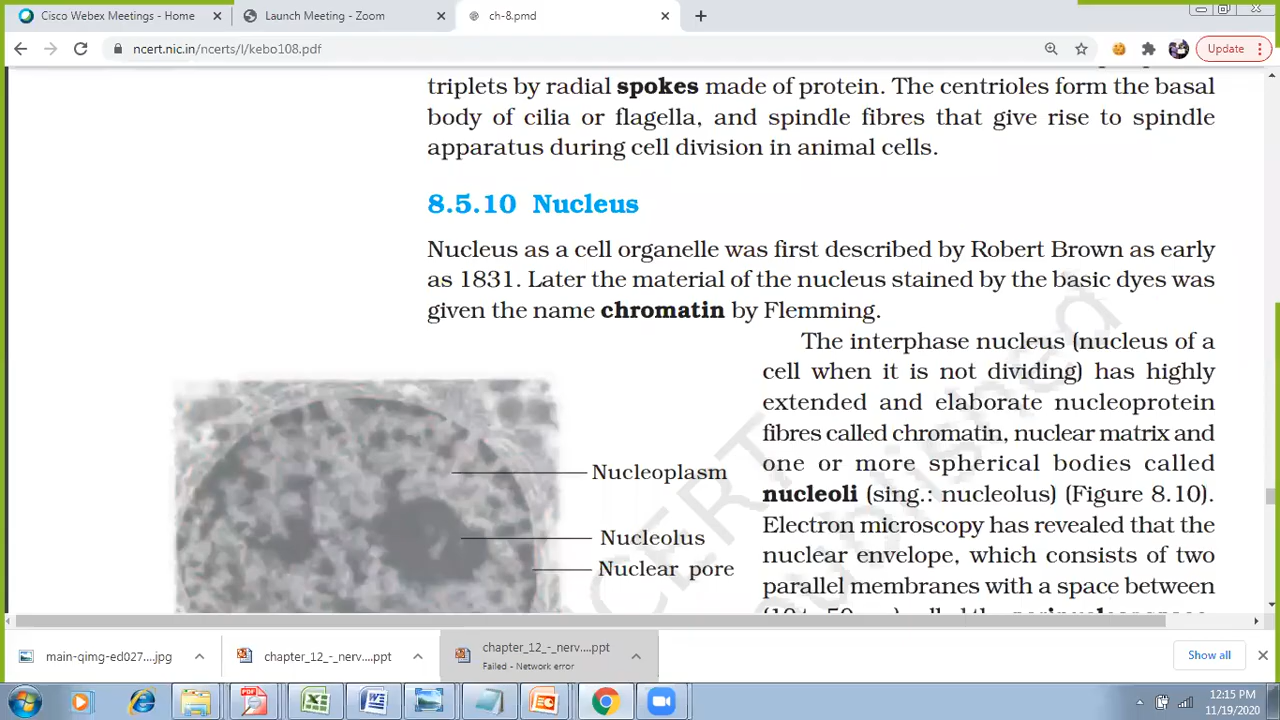 Cisco Webex Meetings - Home
Launch Meeting - Zoom
ch-8.pmd
ncert.nic.in/ncerts/l/kebo108.pdf
Update
triplets by radial spokes made of protein. The centrioles form the basal
body of cilia or flagella, and spindle fibres that give rise to spindle
apparatus during cell division in animal cells.
8.5.10 Nucleus
Nucleus as a cell organelle was first described by Robert Brown as early
as 1831. Later the material of the nucleus stained by the basic dyes was
given the name chromatin by Flemming.
The interphase nucleus (nucleus of a
cell when it is not dividing) has highly
extended and elaborate nucleoprotein
fibres called chromatin, nuclear matrix and
one or more spherical bodies called
nucleoli (sing.: nucleolus) (Figure 8.10).
Electron microscopy has revealed that the
nuclear envelope, which consists of two
parallel membranes with a space between
Nucleoplasm
Nucleolus
Nuclear pore
main-qimg-ed027....jpg
chapter_12_-_nerv....ppt
chapter_12_-_nerv....ppt
Failed - Network error
Show all
12:15 PM
11/19/2020